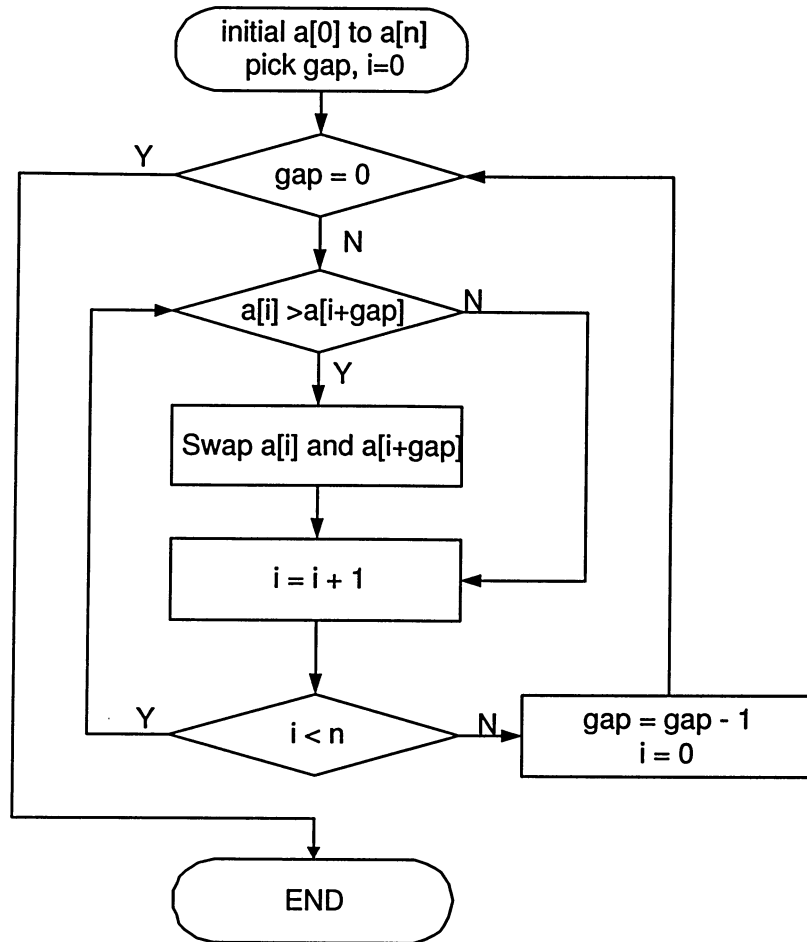 initial a[0] to a[n]
pick gap, i=0
Y
gap = 0
N
a[i] >a[i+gap]
N
Y
Swap a[i] and a[i+gap]
i = i + 1
Y
i < n
N
gap = gap - 1
i = 0
END